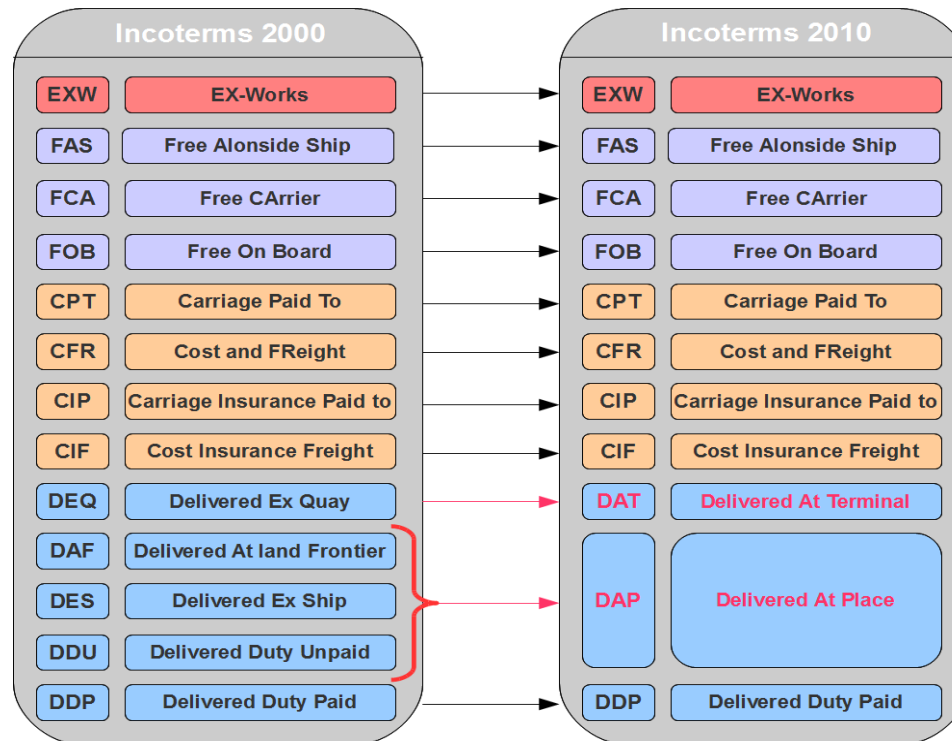 Incoterms 2000
EXW EX-Works
FAS Free Alonside Ship
FCA Free CArrier
FOB Free On Board
CPT Carriage Paid To
CFR Cost and FReight
CIP Carriage Insurance Paid to
CIF Cost Insurance Freight
DEQ Delivered Ex Quay
DAF Delivered At land Frontier
DES Delivered Ex Ship
DDU Delivered Duty Unpaid
DDP Delivered Duty Paid
Incoterms 2010
EXW EX-Works
FAS Free Alonside Ship
FCA Free CArrier
FOB Free On Board
CPT Carriage Paid To
CFR Cost and FReight
CIP Carriage Insurance Paid to
CIF Cost Insurance Freight
DAT Delivered At Terminal
DAP Delivered At Place
DDP Delivered Duty Paid